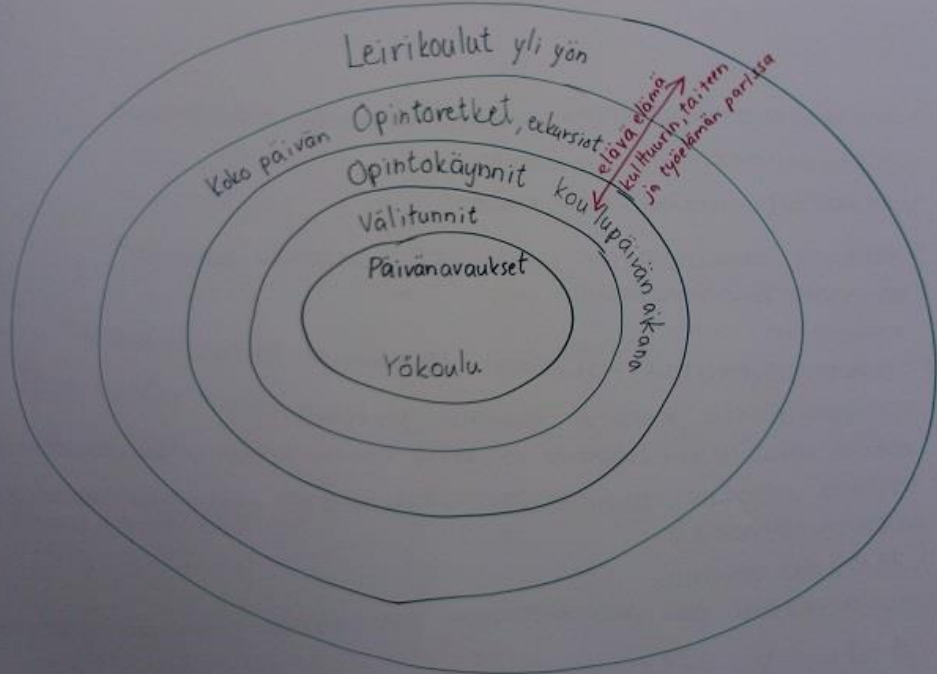 Leirikoulut yli yön
Koko päivän Opintoretket, exkursiot
Opintokäynnit koulupäivän aikana
Välitunnit
Päivänavaukset
Yökoulu
elävä elämä
kulttuurin, taiteen
ja työelämän parissa